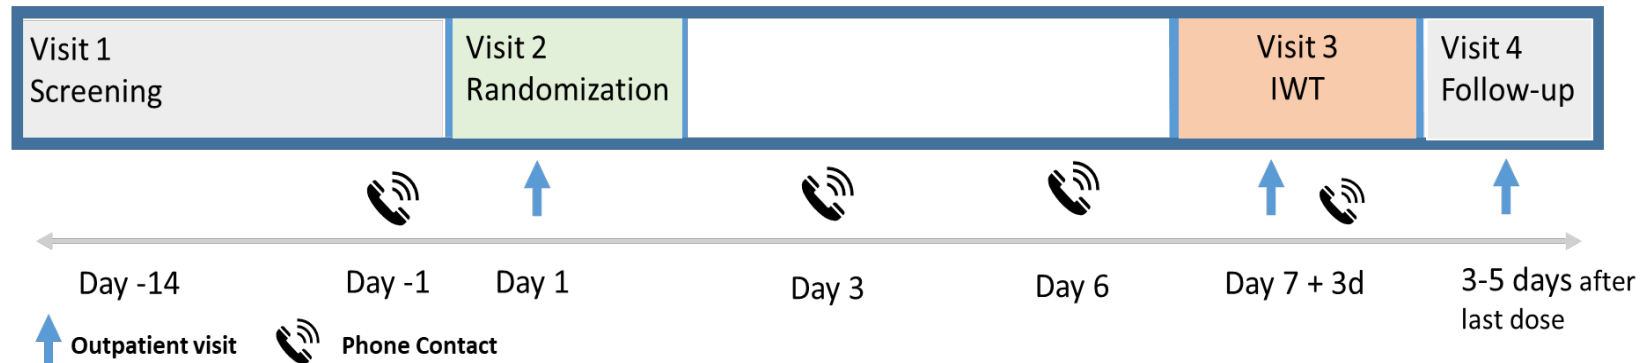 Visit 1
Screening
Visit 2
Randomization
Visit 3
IWT
Visit 4
Follow-up
Day -14
Day -1
Day 1
Day 3
Day 6
Day 7 + 3d
3-5 days after
last dose
Outpatient visit
Phone Contact